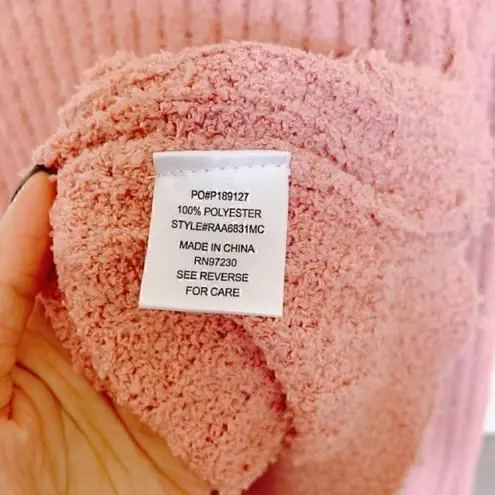 PO#P189127
100% POLYESTER
STYLE#RAA6831MC
MADE IN CHINA
RN97230
SEE REVERSE
FOR CARE